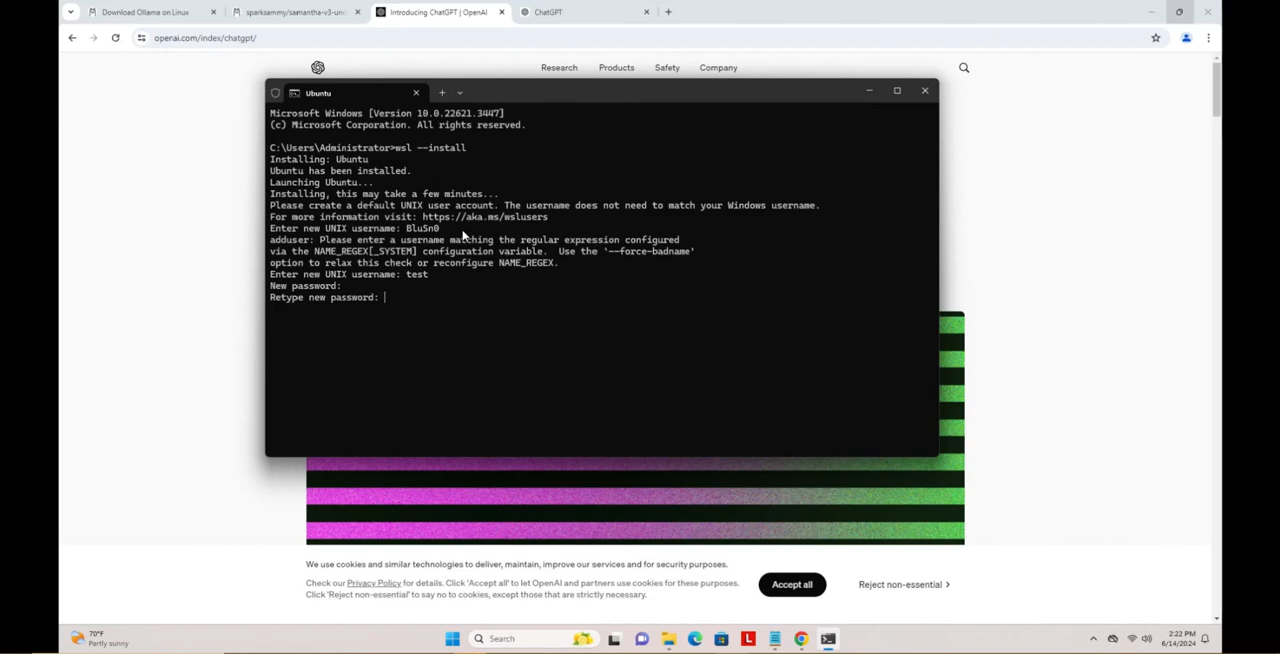 Download Ollama on Linux
sparksammy/samantha-v3-unc
Introducing ChatGPT | OpenAI
ChatGPT
openai.com/index/chatgpt/
Research Products Safety Company
Ubuntu
Microsoft Windows [Version 10.0.22621.3447]
(c) Microsoft Corporation. All rights reserved.
C:\Users\Administrator>wsl --install
Installing: Ubuntu
Ubuntu has been installed.
Launching Ubuntu...
Installing, this may take a few minutes...
Please create a default UNIX user account. The username does not need to match your Windows username.
For more information visit: https://aka.ms/wslusers
Enter new UNIX username: BluSn0
adduser: Please enter a username matching the regular expression configured
via the NAME_REGEX[_SYSTEM] configuration variable.  Use the `--force-badname'
option to relax this check or reconfigure NAME_REGEX.
Enter new UNIX username: test
New password:
Retype new password:
We use cookies and similar technologies to deliver, maintain, improve our services and for security purposes.
Check our Privacy Policy for details. Click 'Accept all' to let OpenAI and partners use cookies for these purposes.
Click 'Reject non-essential' to say no to cookies, except those that are strictly necessary.
Accept all
Reject non-essential
70°F
Partly sunny
Search
L
2:22 PM
6/14/2024